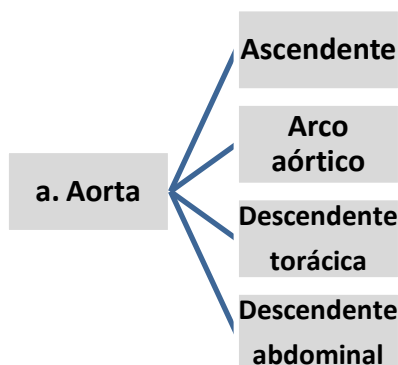 a. Aorta
Ascendente
Arco
aórtico
Descendente
torácica
Descendente
abdominal